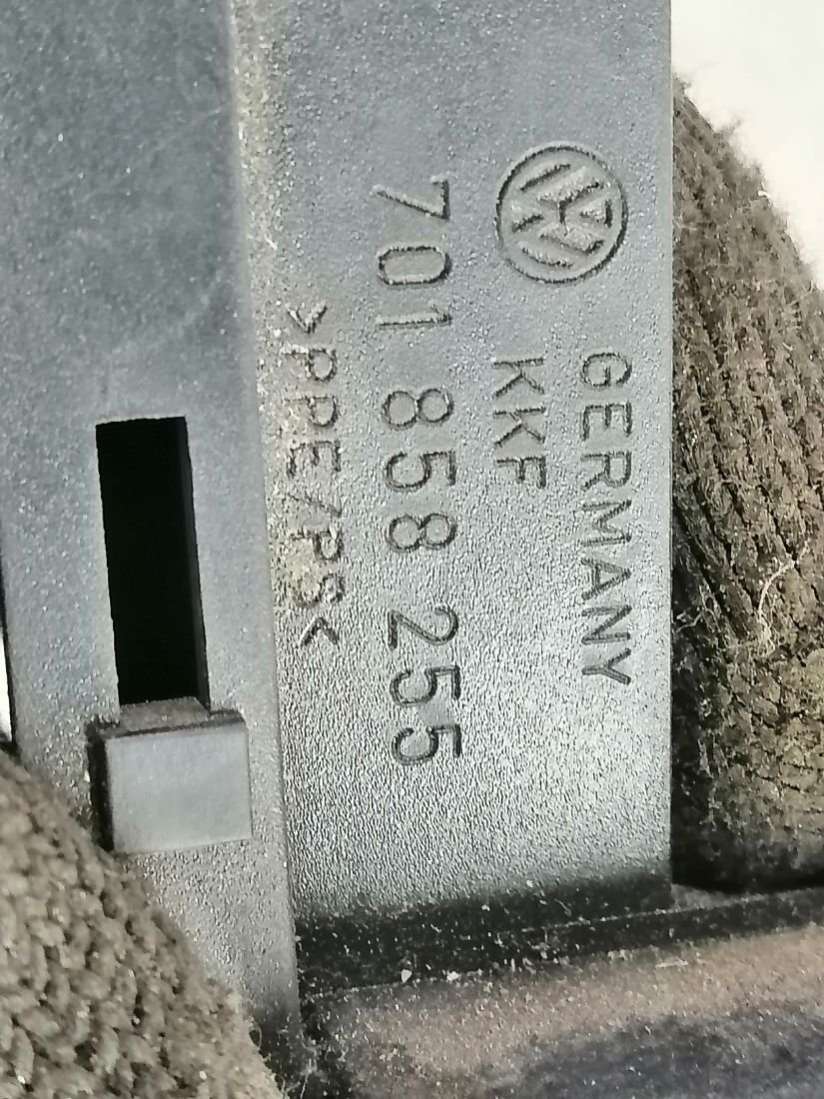 GERMANY
KKF
701 858 255
>PPE/PS<